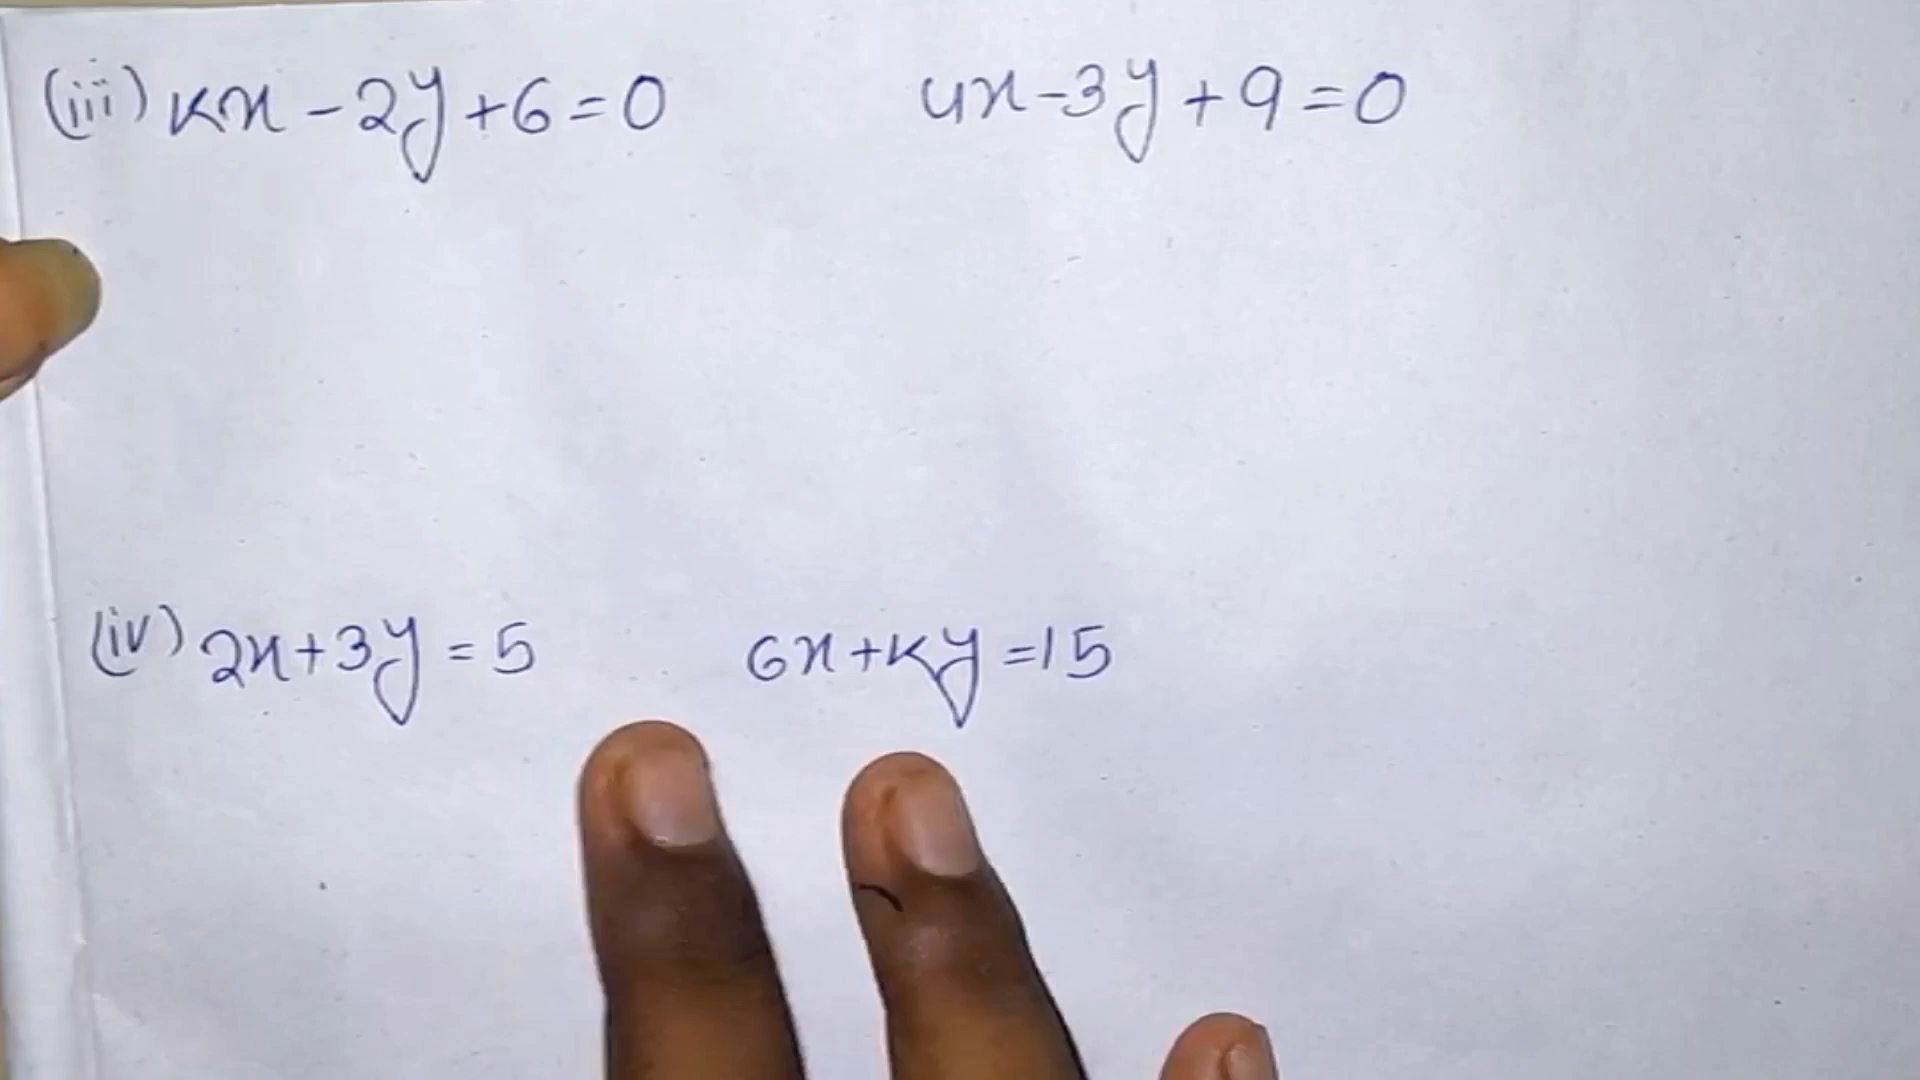 (iii) kx - 2y + 6 = 0 4x - 3y + 9 = 0
(iv) 2x + 3y = 5 6x + ky = 15